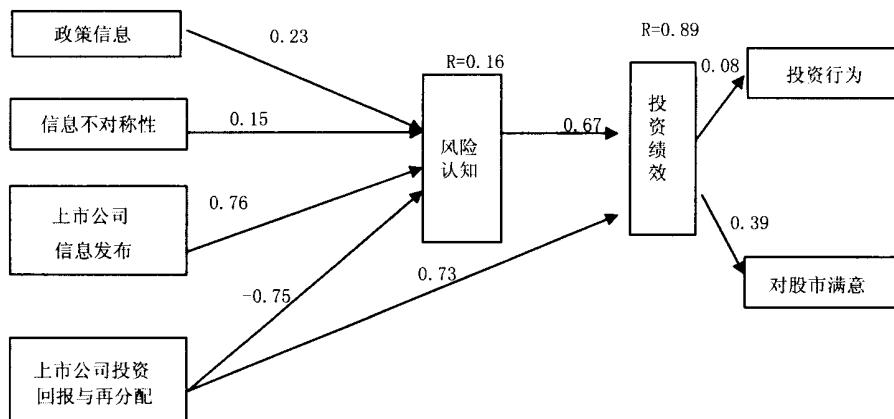 政策信息
0.23
R=0.16
R=0.89
0.08
投资行为
信息不对称性
0.15
风险
认知
0.67
投
资
绩
效
上市公司
信息发布
0.76
-0.75
0.73
0.39
对股市满意
上市公司投资
回报与再分配